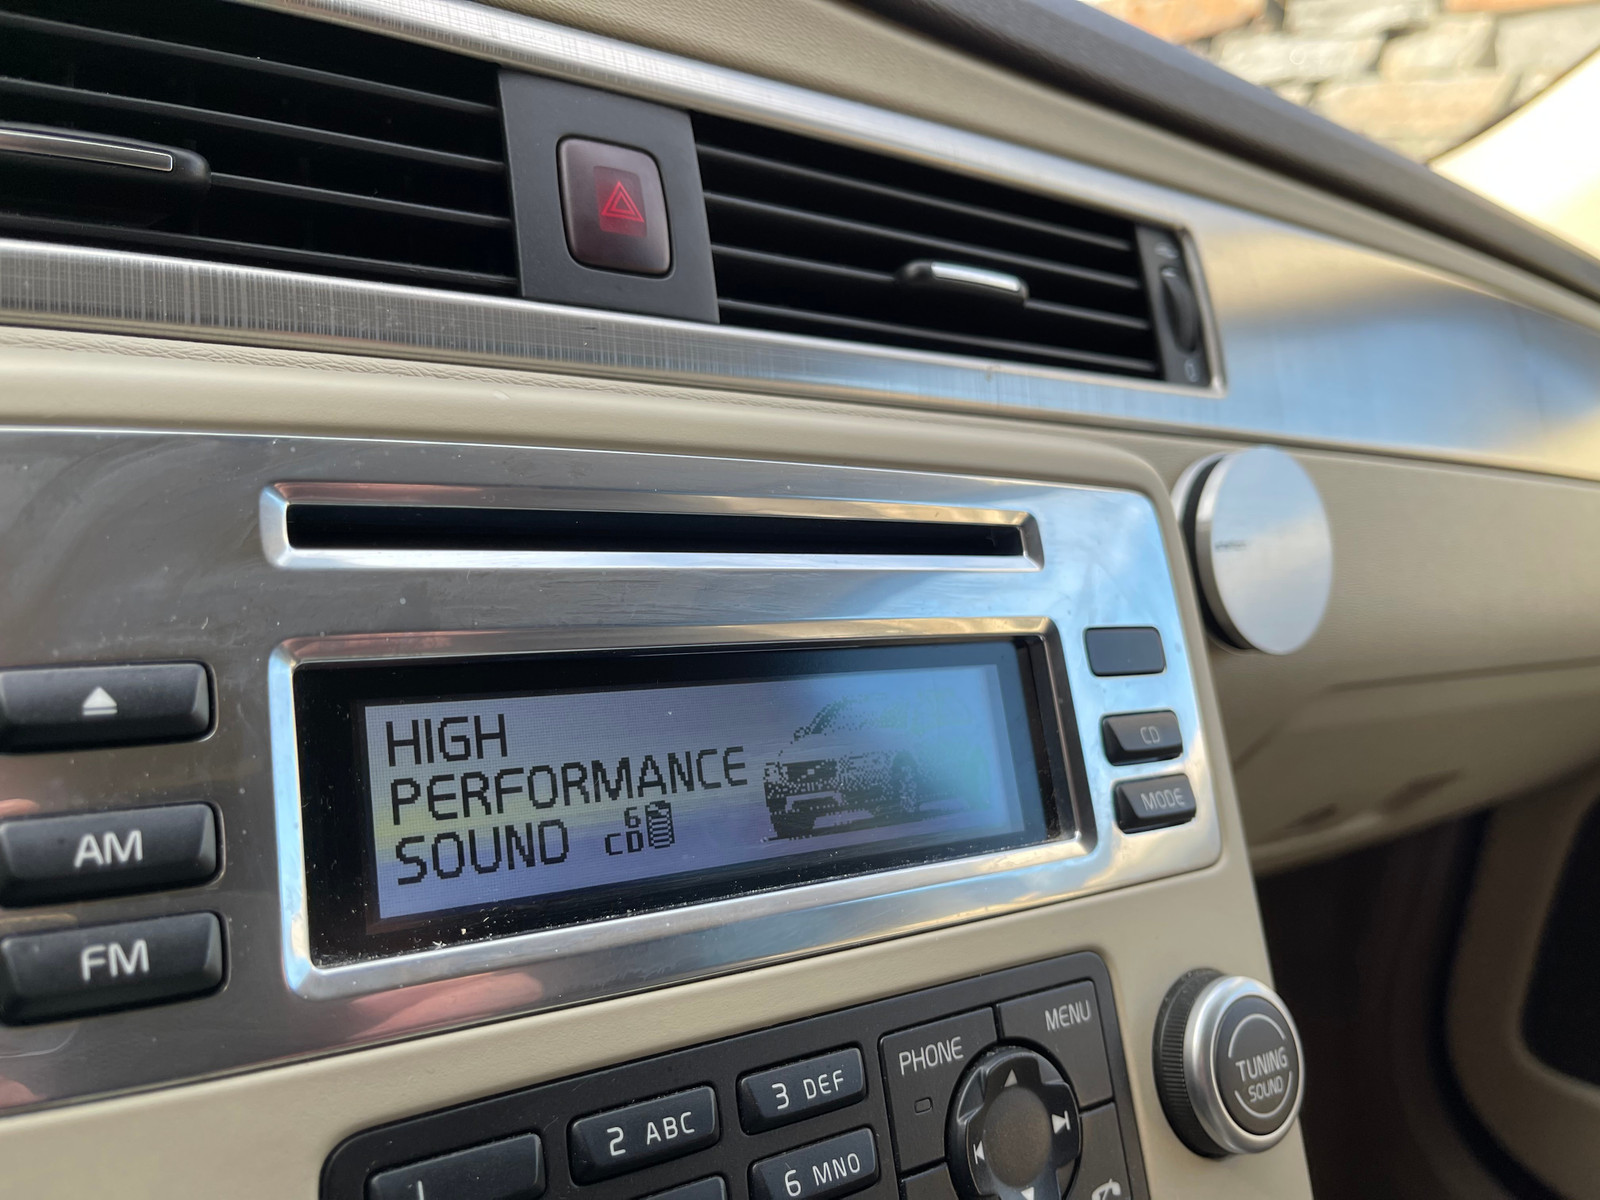 HIGH
PERFORMANCE
SOUND
6
CD
AM
FM
CD
MODE
PHONE
MENU
TUNING
SOUND
2 ABC
3 DEF
6 MNO